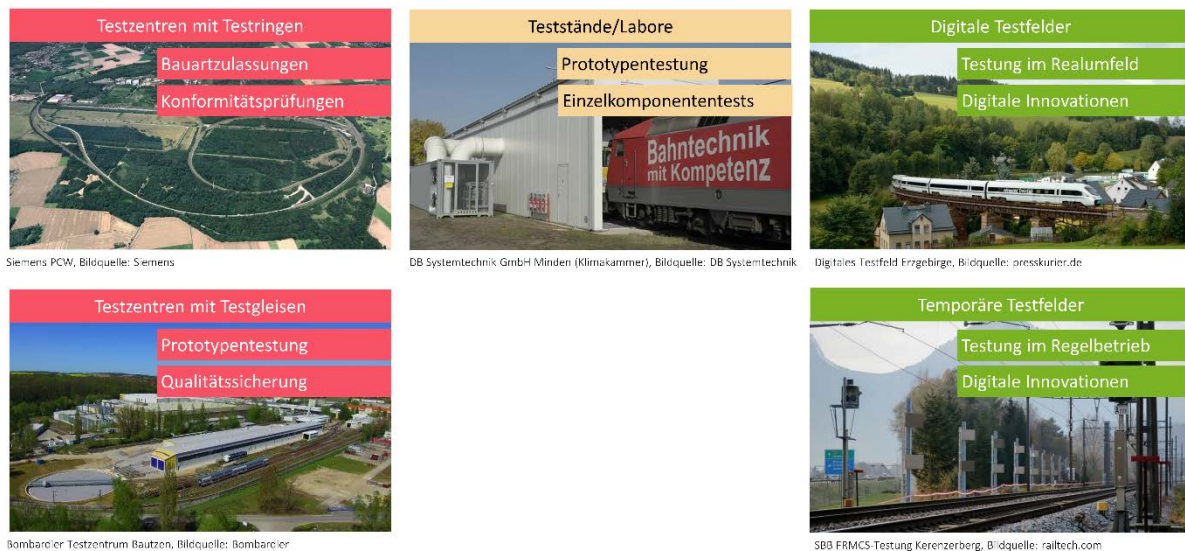 Testzentren mit Testringen
Bauartzulassungen
Konformitätsprüfungen
Siemens PCW, Bildquelle: Siemens
Teststände/Labore
Prototypentestung
Einzelkomponententests
Bahntechnik
mit Kompetenz
DB Systemtechnik GmbH Minden (Klimakammer), Bildquelle: DB Systemtechnik
Digitale Testfelder
Testung im Realumfeld
Digitale Innovationen
Digitales Testfeld Erzgebirge, Bildquelle: presskurier.de
Testzentren mit Testgleisen
Prototypentestung
Qualitätssicherung
Bombardier Testzentrum Bautzen, Bildquelle: Bombardier
Temporäre Testfelder
Testung im Regelbetrieb
Digitale Innovationen
SBB FRMCS-Testung Kerenzerberg, Bildquelle: railtech.com